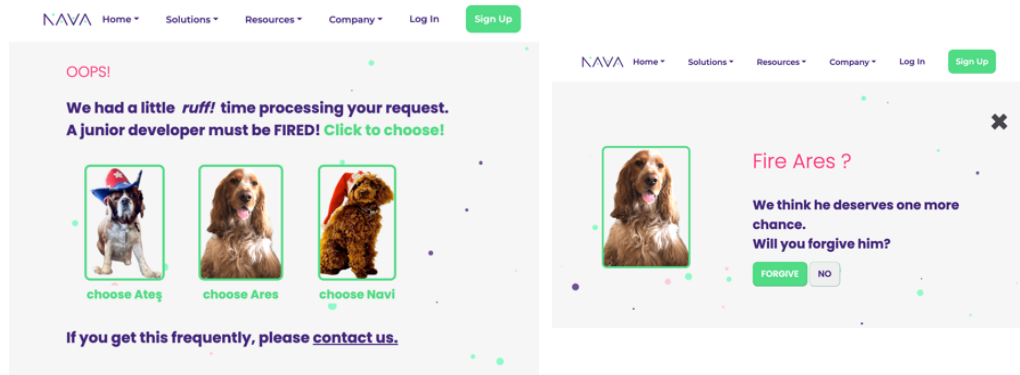 NAVA Home Solutions Resources Company Log In Sign Up
OOPS!
We had a little ruff! time processing your request.
A junior developer must be FIRED! Click to choose!
choose Ateş choose Ares choose Navi
If you get this frequently, please contact us.
NAVA Home Solutions Resources Company Log In Sign Up
Fire Ares ?
We think he deserves one more
chance.
Will you forgive him?
FORGIVE NO